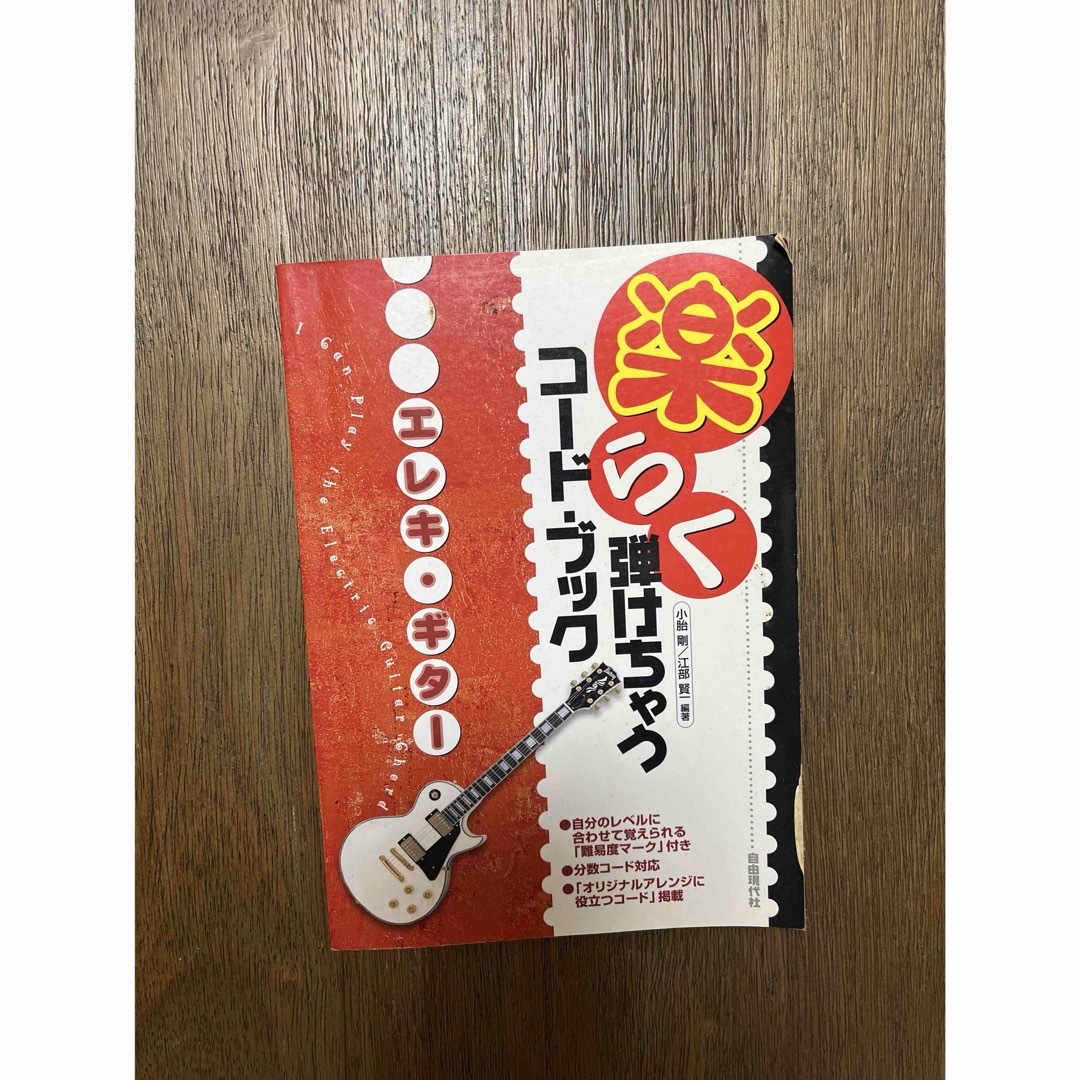 楽らく
弾けちゃう
コード・ブック
小胎 剛／江部 賢一 編著
エレキ・ギター
I Can Play the Electric Guitar Chord
●自分のレベルに
合わせて覚えられる
「難易度マーク」付き
●分数コード対応
●「オリジナルアレンジに
役立つコード」掲載
自由現代社